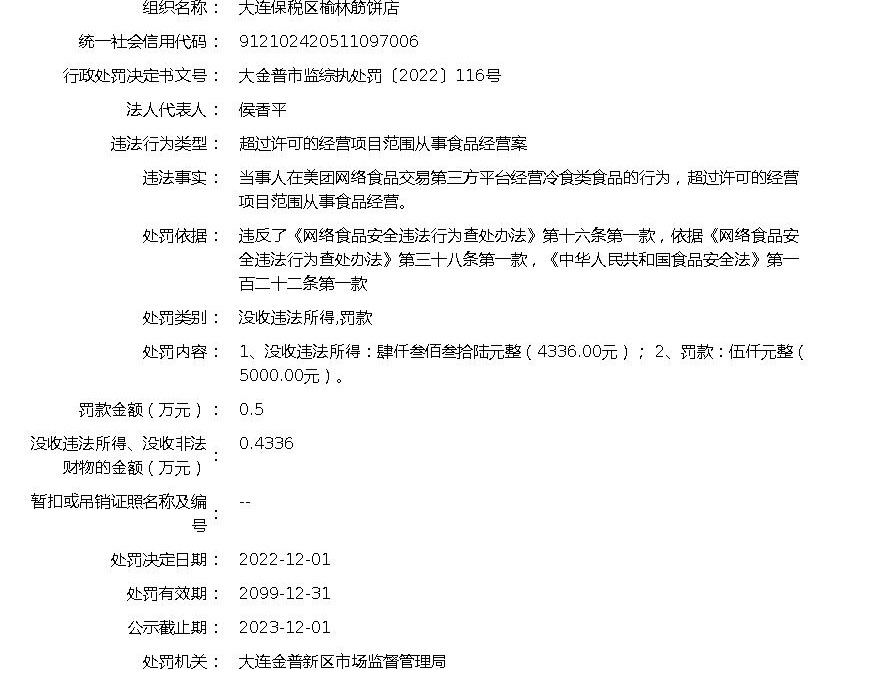 组织名称： 大连保税区榆林筋饼店
统一社会信用代码： 912102420511097006
行政处罚决定书文号： 大金普市监综执处罚〔2022〕116号
法人代表人： 侯香平
违法行为类型： 超过许可的经营项目范围从事食品经营案
违法事实： 当事人在美团网络食品交易第三方平台经营冷食类食品的行为，超过许可的经营
项目范围从事食品经营。
处罚依据： 违反了《网络食品安全违法行为查处办法》第十六条第一款，依据《网络食品安
全违法行为查处办法》第三十八条第一款，《中华人民共和国食品安全法》第一
百二十二条第一款
处罚类别： 没收违法所得,罚款
处罚内容： 1、没收违法所得：肆仟叁佰叁拾陆元整（4336.00元）； 2、罚款：伍仟元整（
5000.00元）。
罚款金额（万元）： 0.5
没收违法所得、没收非法
财物的金额（万元）： 0.4336
暂扣或吊销证照名称及编
号： --
处罚决定日期： 2022-12-01
处罚有效期： 2099-12-31
公示截止期： 2023-12-01
处罚机关： 大连金普新区市场监督管理局